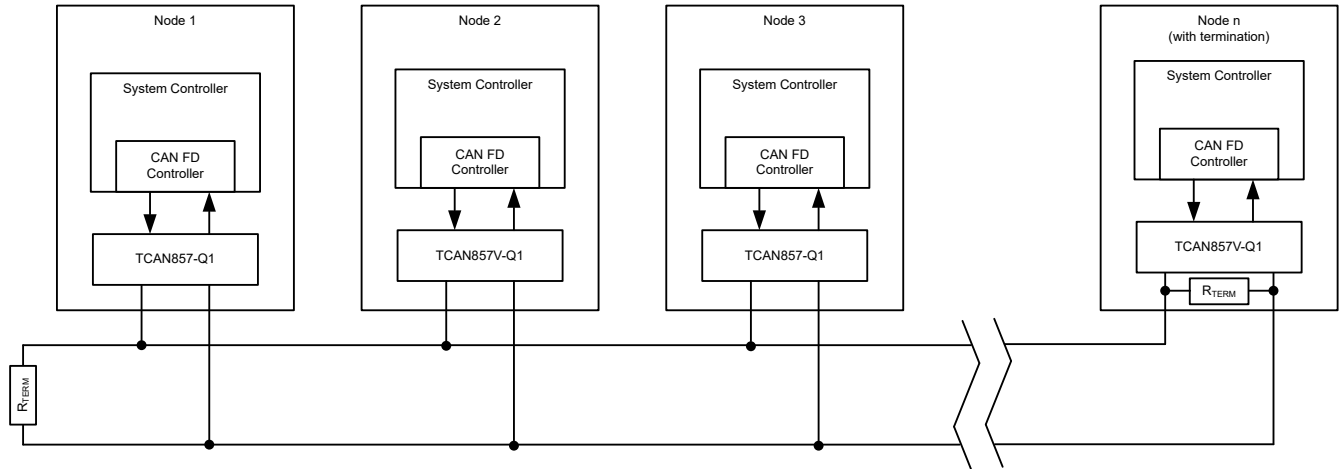 Node 1
System Controller
CAN FD
Controller
TCAN857-Q1
Node 2
System Controller
CAN FD
Controller
TCAN857V-Q1
Node 3
System Controller
CAN FD
Controller
TCAN857-Q1
Node n
(with termination)
System Controller
CAN FD
Controller
TCAN857V-Q1
RTERM
RTERM